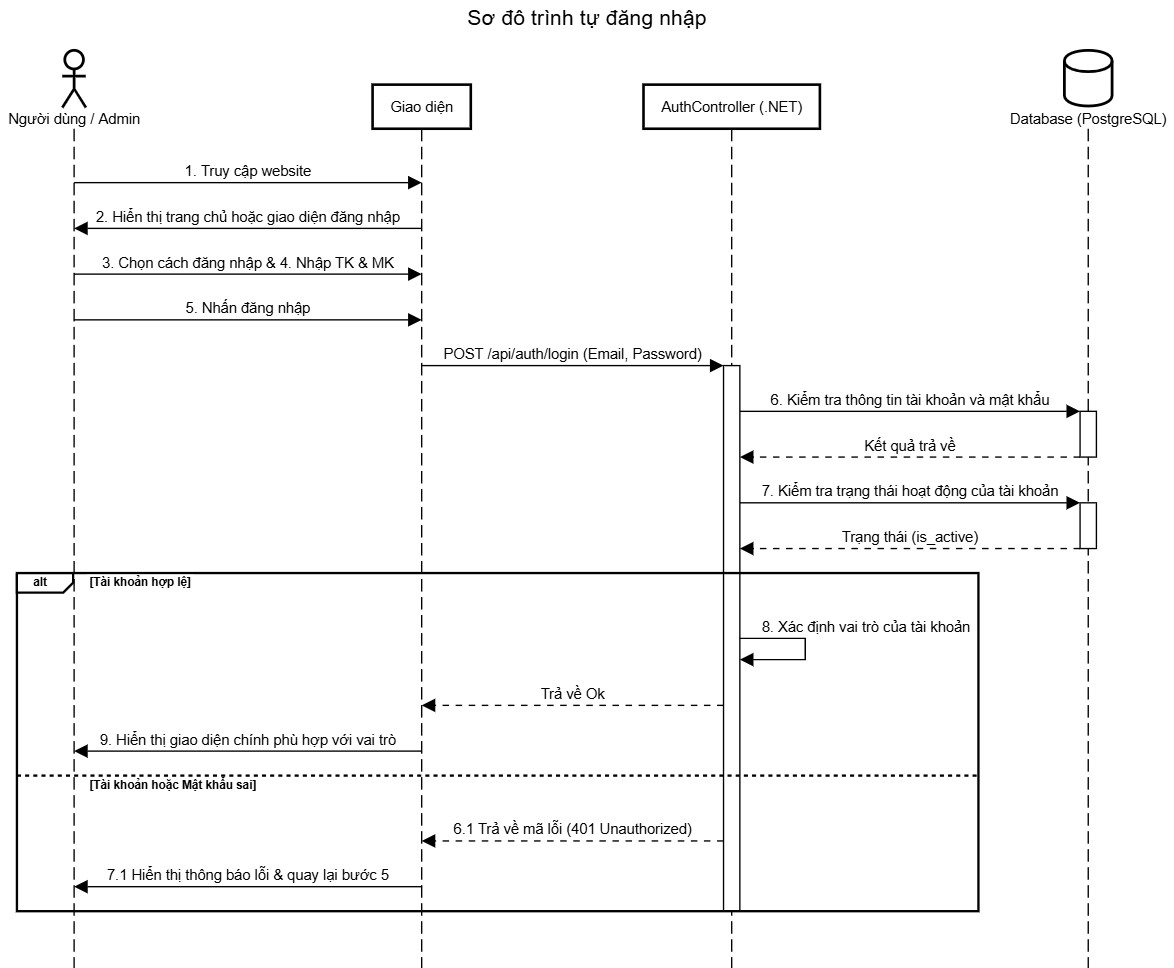 Sơ đồ trình tự đăng nhập
Người dùng / Admin
Giao diện
AuthController (.NET)
Database (PostgreSQL)
1. Truy cập website
2. Hiển thị trang chủ hoặc giao diện đăng nhập
3. Chọn cách đăng nhập & 4. Nhập TK & MK
5. Nhấn đăng nhập
POST /api/auth/login (Email, Password)
6. Kiểm tra thông tin tài khoản và mật khẩu
Kết quả trả về
7. Kiểm tra trạng thái hoạt động của tài khoản
Trạng thái (is_active)
alt
[Tài khoản hợp lệ]
8. Xác định vai trò của tài khoản
Trả về Ok
9. Hiển thị giao diện chính phù hợp với vai trò
[Tài khoản hoặc Mật khẩu sai]
6.1 Trả về mã lỗi (401 Unauthorized)
7.1 Hiển thị thông báo lỗi & quay lại bước 5